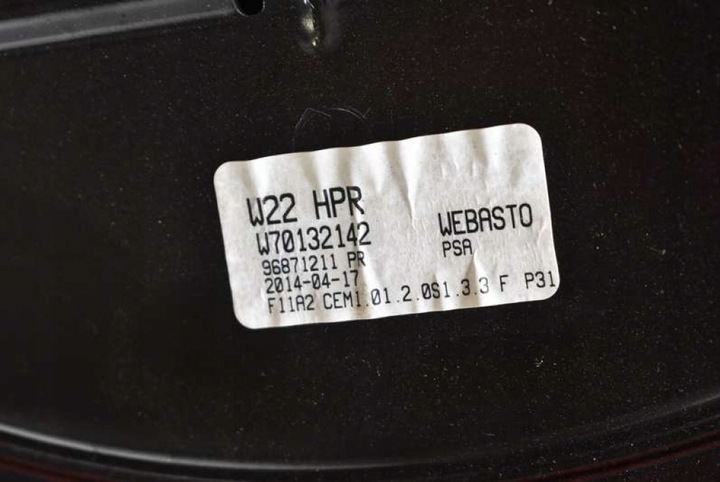 W22 HPR
W70132142
WEBASTO
96871211 PR
PSA
2014-04-17
F11A2 CEM1.01.2.0S1.3.3 F P31